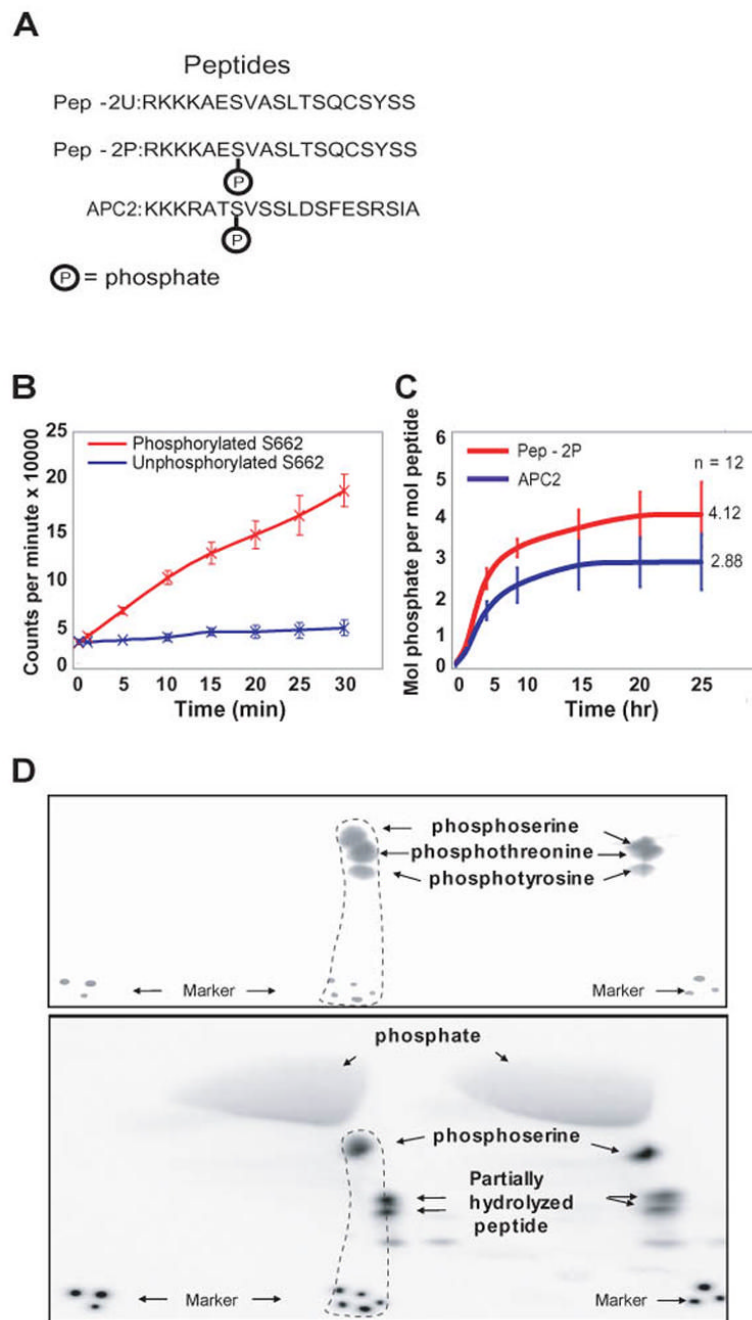 A
Peptides
Pep -2U:RKKKAESVASLTSQCSYSS
Pep - 2P:RKKKAESVASLTSQCSYSS
P
APC2:KKKRATSVSSLDSFESRSIA
P
P = phosphate
B
Counts per minute x 10000
25
20
15
10
5
0
Phosphorylated S662
Unphosphorylated S662
0 5 10 15 20 25 30
Time (min)
C
Mol phosphate per mol peptide
6
5
4
3
2
1
0
Pep - 2P
APC2
n = 12
4.12
2.88
0 5 10 15 20 25
Time (hr)
D
phosphoserine
phosphothreonine
phosphotyrosine
Marker Marker
phosphate
phosphoserine
Partially
hydrolyzed
peptide
Marker Marker